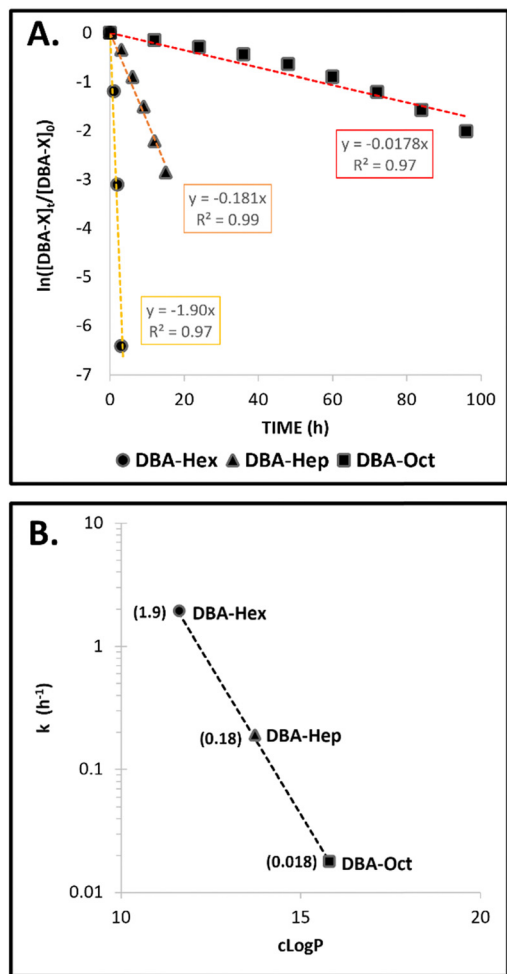 A.
0
-1
-2
-3
-4
-5
-6
-7
ln([DBA-X]t/[DBA-X]0)
y = -0.0178x
R² = 0.97
y = -0.181x
R² = 0.99
y = -1.90x
R² = 0.97
0 20 40 60 80 100
TIME (h)
DBA-Hex DBA-Hep DBA-Oct
B.
10
1
0.1
0.01
k (h⁻¹)
(1.9) DBA-Hex
(0.18) DBA-Hep
(0.018) DBA-Oct
10 15 20
cLogP